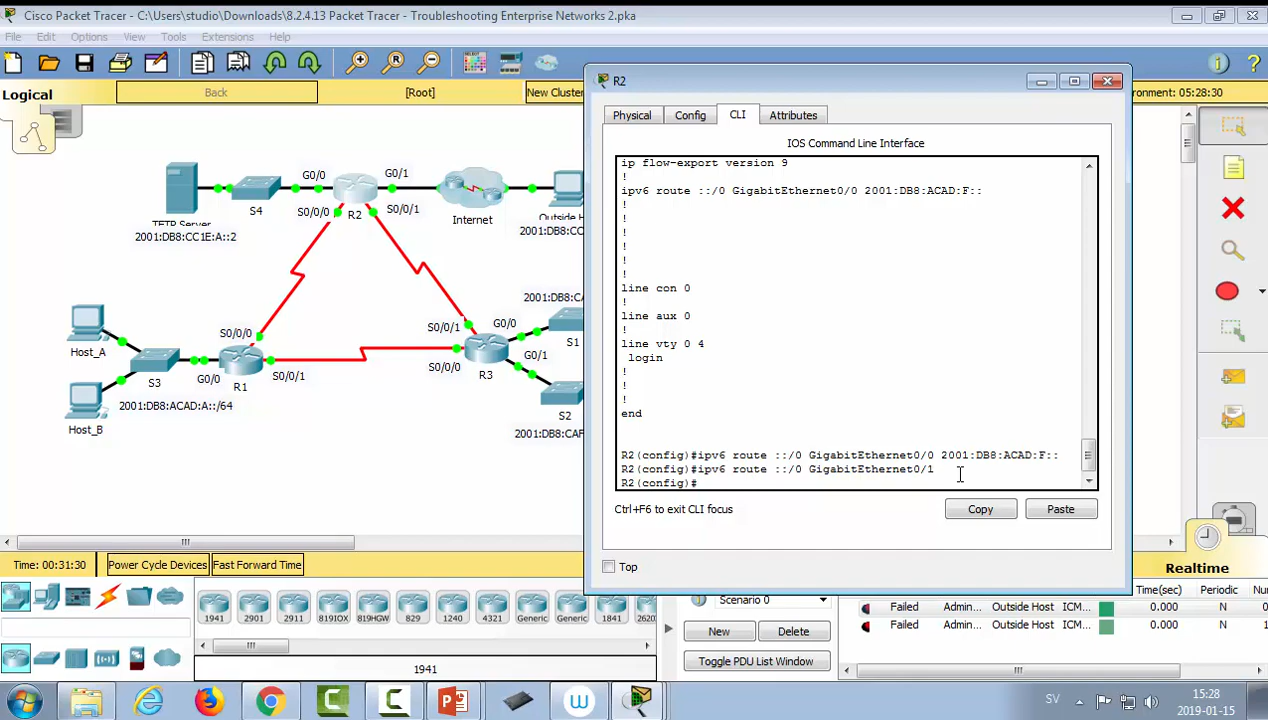 Cisco Packet Tracer - C:\Users\studio\Downloads\8.2.4.13 Packet Tracer - Troubleshooting Enterprise Networks 2.pka
File Edit Options View Tools Extensions Help
Logical
Back
[Root]
New Cluster
ronment: 05:28:30
G0/0
G0/1
S4
S0/0/0
R2
S0/0/1
Internet
Outside H
TFTP Server
2001:DB8:CC1E:A::2
2001:DB8:CC
2001:DB8:CA
S0/0/0
S0/0/1
G0/0
Host_A
S1
G0/1
S3
G0/0
R1
S0/0/1
S0/0/0
R3
2001:DB8:ACAD:A::/64
S2
Host_B
2001:DB8:CAF
R2
Physical Config CLI Attributes
IOS Command Line Interface
ip flow-export version 9
!
ipv6 route ::/0 GigabitEthernet0/0 2001:DB8:ACAD:F::
!
!
!
!
!
!
line con 0
!
line aux 0
!
line vty 0 4
login
!
!
!
end
R2(config)#ipv6 route ::/0 GigabitEthernet0/0 2001:DB8:ACAD:F::
R2(config)#ipv6 route ::/0 GigabitEthernet0/1
R2(config)#
Ctrl+F6 to exit CLI focus
Copy
Paste
Top
Time: 00:31:30
Power Cycle Devices
Fast Forward Time
Realtime
1941 2901 2911 819IOX 819HGW 829 1240 4321 Generic Generic 1841 2620
1941
Scenario 0
New
Delete
Toggle PDU List Window
Time(sec) Periodic Nu
Failed Admin... Outside Host ICM... 0.000 N 0
Failed Admin... Outside Host ICM... 0.000 N 1
SV
15:28
2019-01-15